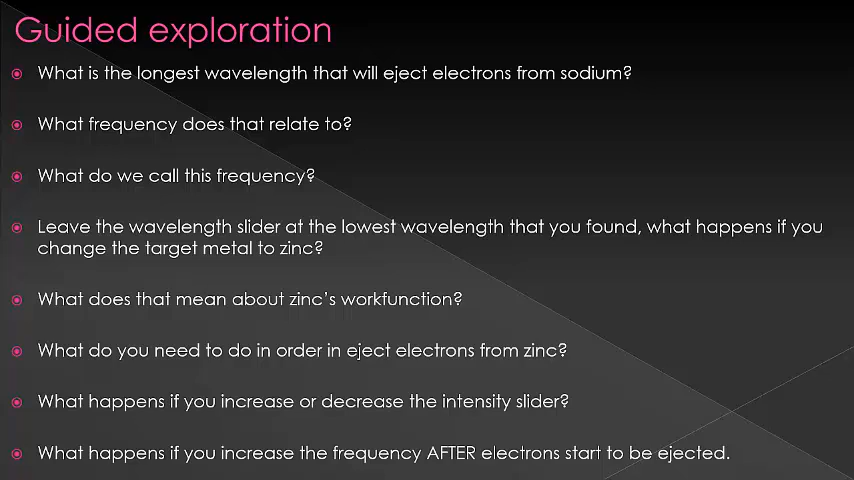 Guided exploration
What is the longest wavelength that will eject electrons from sodium?
What frequency does that relate to?
What do we call this frequency?
Leave the wavelength slider at the lowest wavelength that you found, what happens if you
change the target metal to zinc?
What does that mean about zinc's workfunction?
What do you need to do in order in eject electrons from zinc?
What happens if you increase or decrease the intensity slider?
What happens if you increase the frequency AFTER electrons start to be ejected.